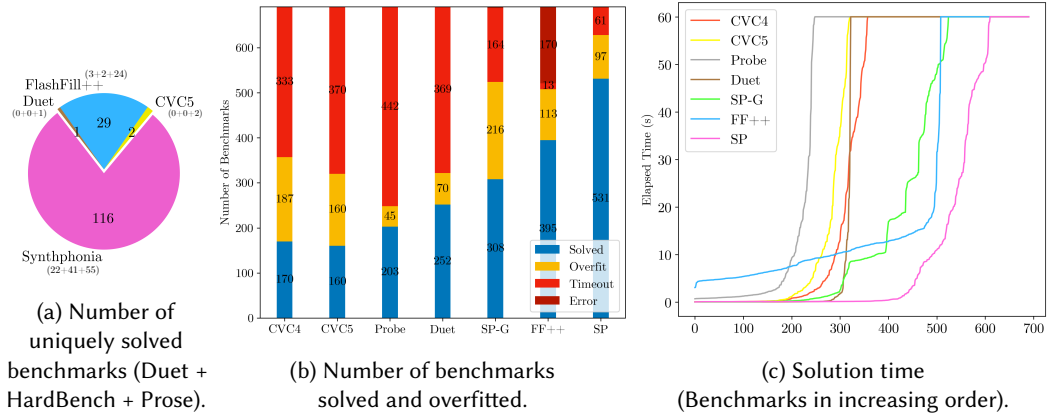 FlashFill++
(3+2+24)
Duet
(0+0+1)
CVC5
(0+0+2)
29
1
2
116
Synthphonia
(22+41+55)
(a) Number of
uniquely solved
benchmarks (Duet +
HardBench + Prose).
Number of Benchmarks
600
500
400
300
200
100
0
333
187
170
370
160
160
442
45
203
369
70
252
164
216
308
170
13
113
395
61
97
531
Solved
Overfit
Timeout
Error
CVC4 CVC5 Probe Duet SP-G FF++ SP
(b) Number of benchmarks
solved and overfitted.
Elapsed Time (s)
60
50
40
30
20
10
0
CVC4
CVC5
Probe
Duet
SP-G
FF++
SP
0 100 200 300 400 500 600 700
(c) Solution time
(Benchmarks in increasing order).